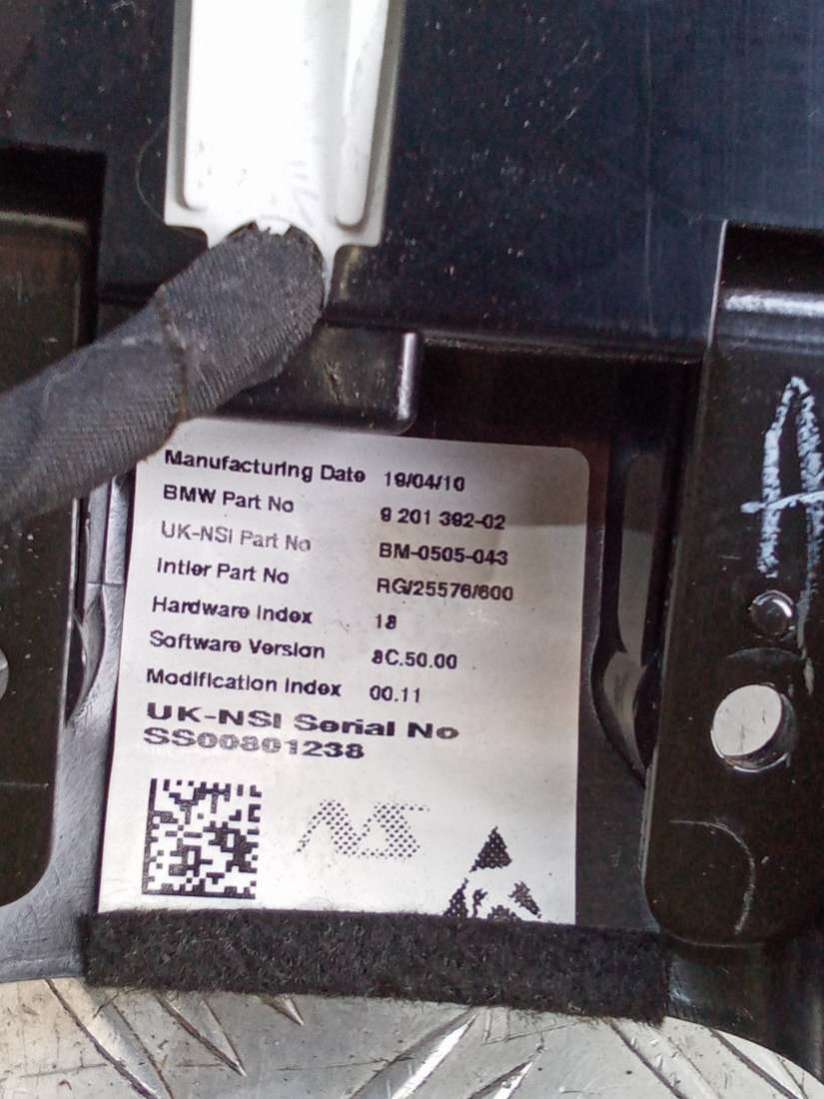 Manufacturing Date 19/04/10
BMW Part No 9 201 392-02
UK-NSI Part No BM-0505-043
Intier Part No RG/25576/600
Hardware Index 18
Software Version 8C.50.00
Modification Index 00.11
UK-NSI Serial No
SS00801238
NS
A